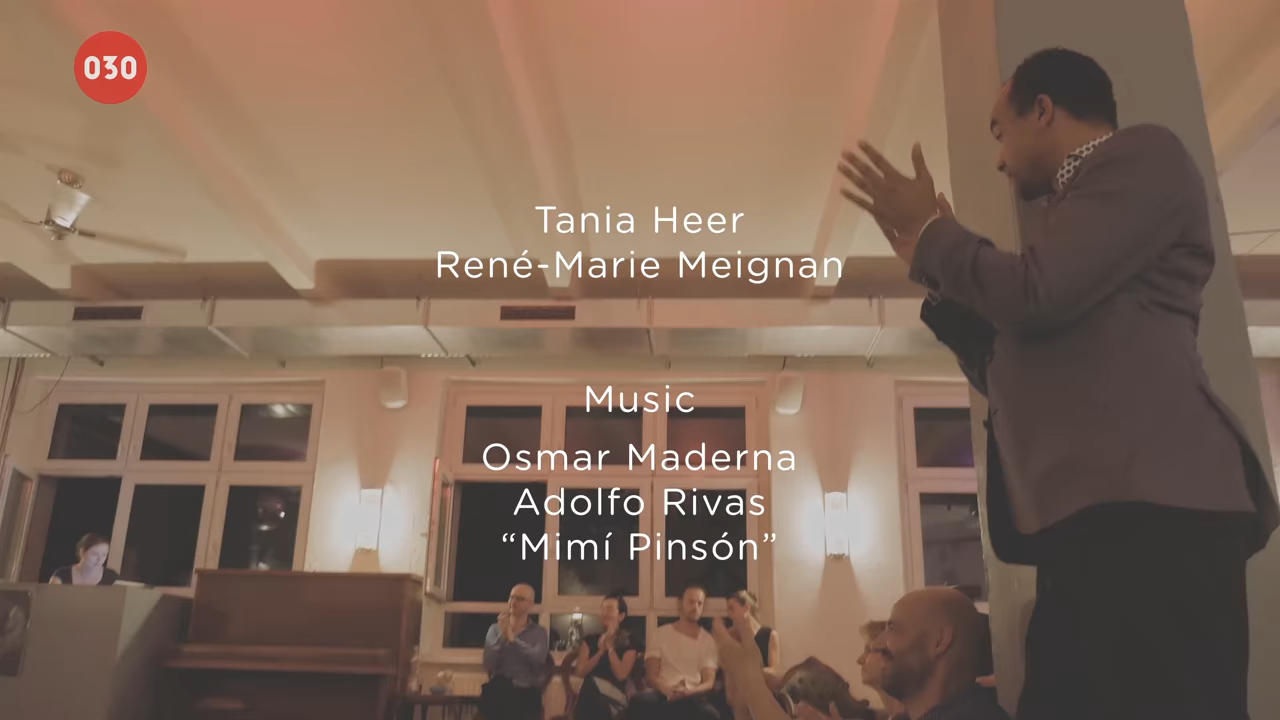 030
Tania Heer
René-Marie Meignan
Music
Osmar Maderna
Adolfo Rivas
“Mimí Pinsón”